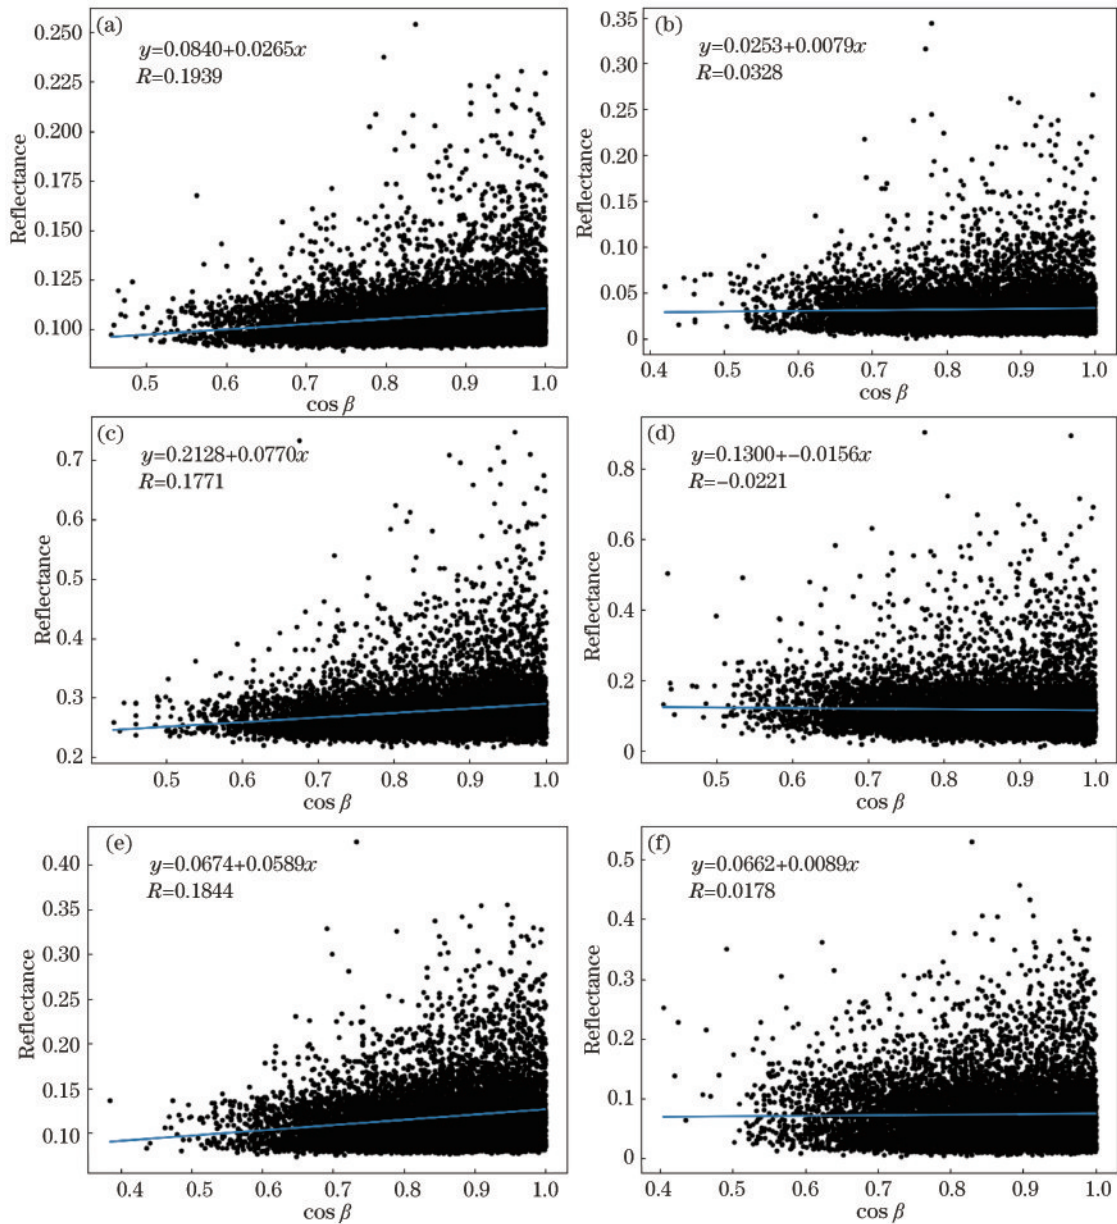 (a)
y=0.0840+0.0265x
R=0.1939
Reflectance
0.250
0.225
0.200
0.175
0.150
0.125
0.100
0.5 0.6 0.7 0.8 0.9 1.0
cos β
(b)
y=0.0253+0.0079x
R=0.0328
Reflectance
0.35
0.30
0.25
0.20
0.15
0.10
0.05
0
0.4 0.5 0.6 0.7 0.8 0.9 1.0
cos β
(c)
y=0.2128+0.0770x
R=0.1771
Reflectance
0.7
0.6
0.5
0.4
0.3
0.2
0.5 0.6 0.7 0.8 0.9 1.0
cos β
(d)
y=0.1300+-0.0156x
R=-0.0221
Reflectance
0.8
0.6
0.4
0.2
0
0.5 0.6 0.7 0.8 0.9 1.0
cos β
(e)
y=0.0674+0.0589x
R=0.1844
Reflectance
0.40
0.35
0.30
0.25
0.20
0.15
0.10
0.4 0.5 0.6 0.7 0.8 0.9 1.0
cos β
(f)
y=0.0662+0.0089x
R=0.0178
Reflectance
0.5
0.4
0.3
0.2
0.1
0
0.4 0.5 0.6 0.7 0.8 0.9 1.0
cos β